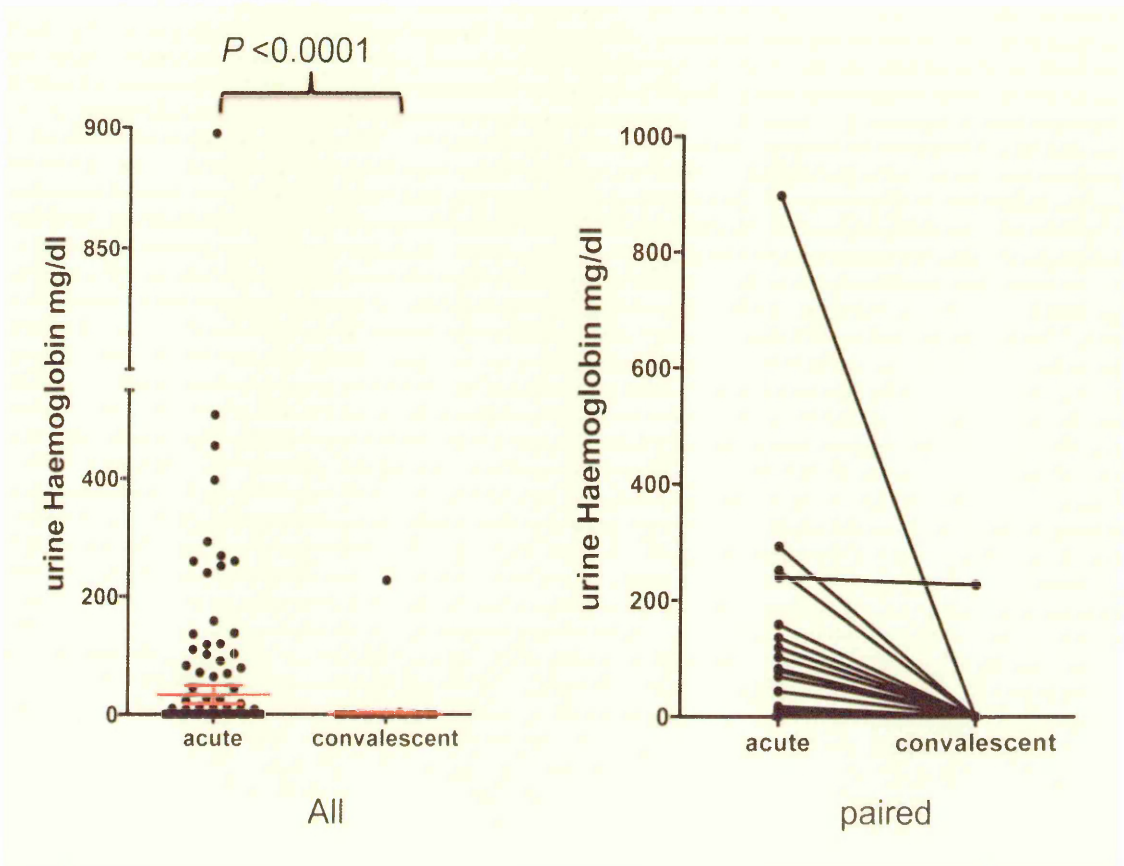 P <0.0001
900
850
400
200
0
urine Haemoglobin mg/dl
acute
convalescent
All
1000
800
600
400
200
0
urine Haemoglobin mg/dl
acute
convalescent
paired